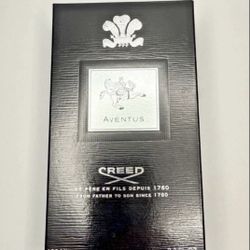 AVENTUS
CREED
DE PÈRE EN FILS DEPUIS 1760
FROM FATHER TO SON SINCE 1760